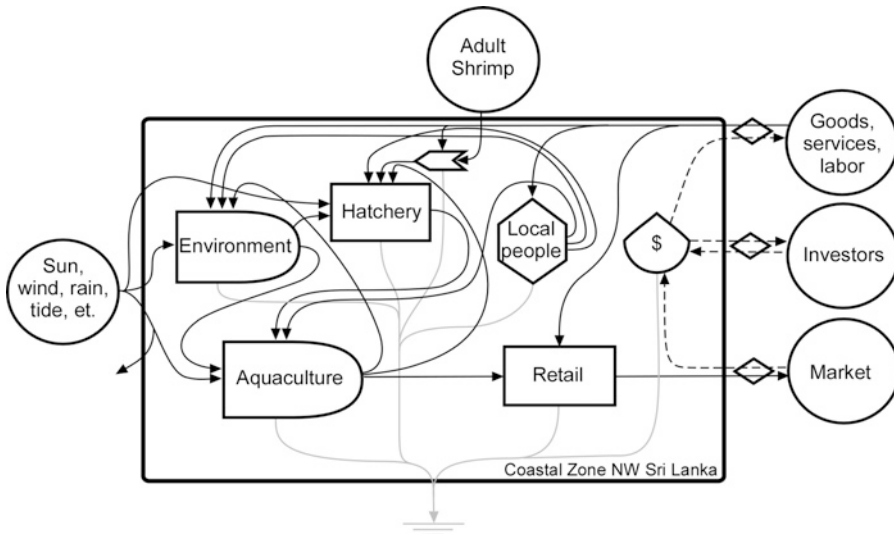 Adult
Shrimp
Goods,
services,
labor
Hatchery
Environment
Local
people
$
Investors
Sun,
wind, rain,
tide, et.
Aquaculture
Retail
Market
Coastal Zone NW Sri Lanka